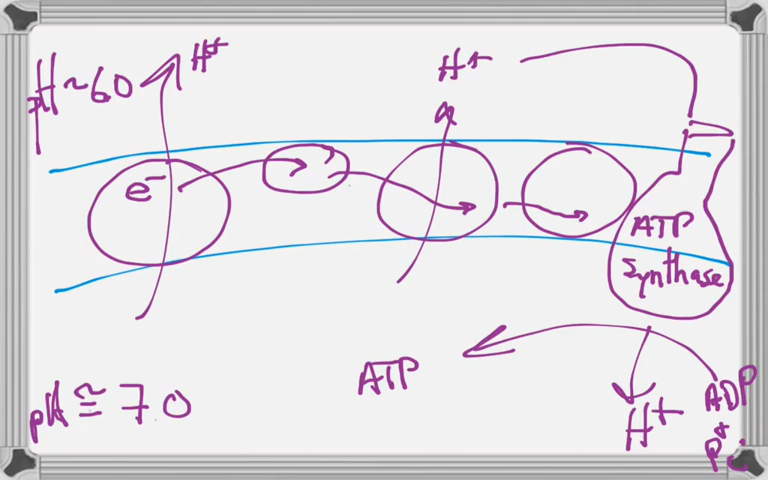 pH~6.0
H+
H+
e-
ATP
Synthase
ATP
pH ≅ 7.0
H+
ADP
+
Pi